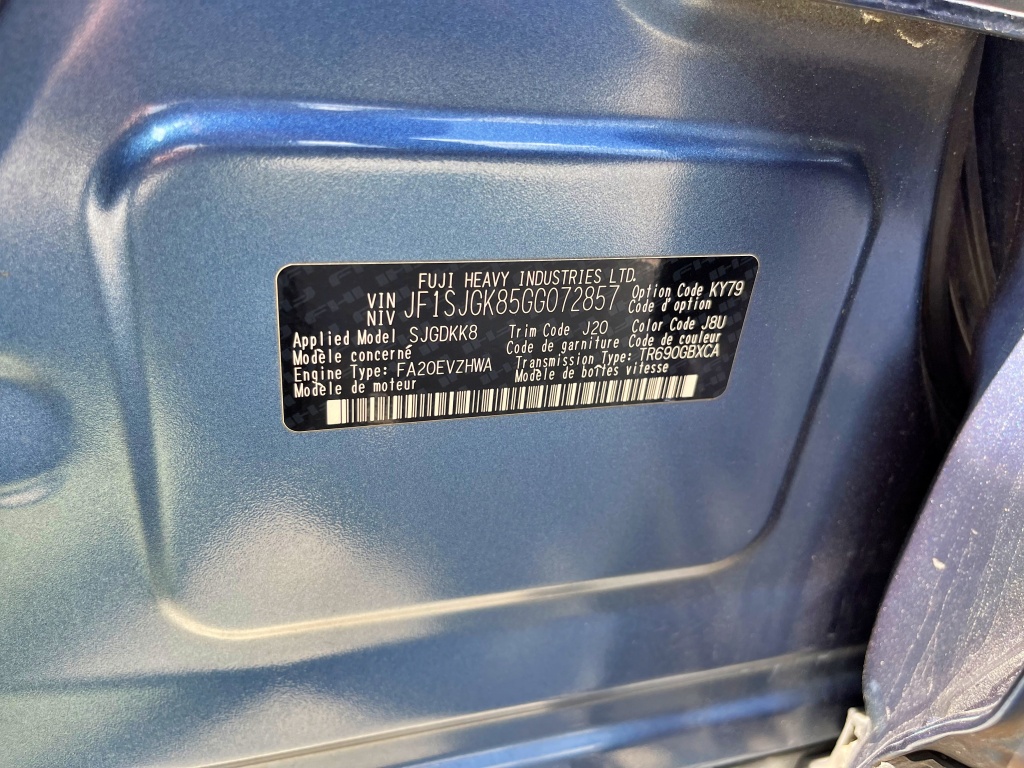 FUJI HEAVY INDUSTRIES LTD.
VIN NIV JF1SJGK85GG072857 Option Code KY79
Code d'option
Applied Model SJGDKK8 Trim Code J20 Color Code J8U
Modèle concerné Code de garniture Code de couleur
Engine Type: FA20EVZHWA Transmission Type: TR690GBXCA
Modèle de moteur Modèle de boîtes vitesse